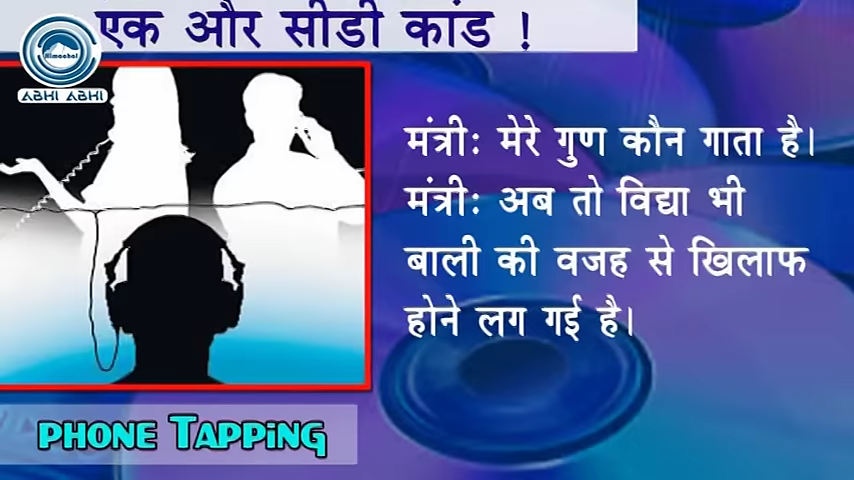 एक और सीडी कांड !
Himachal
ABHI ABHI
मंत्रीः मेरे गुण कौन गाता है।
मंत्रीः अब तो विद्या भी
बाली की वजह से खिलाफ
होने लग गई है।
PHONE TAPPING